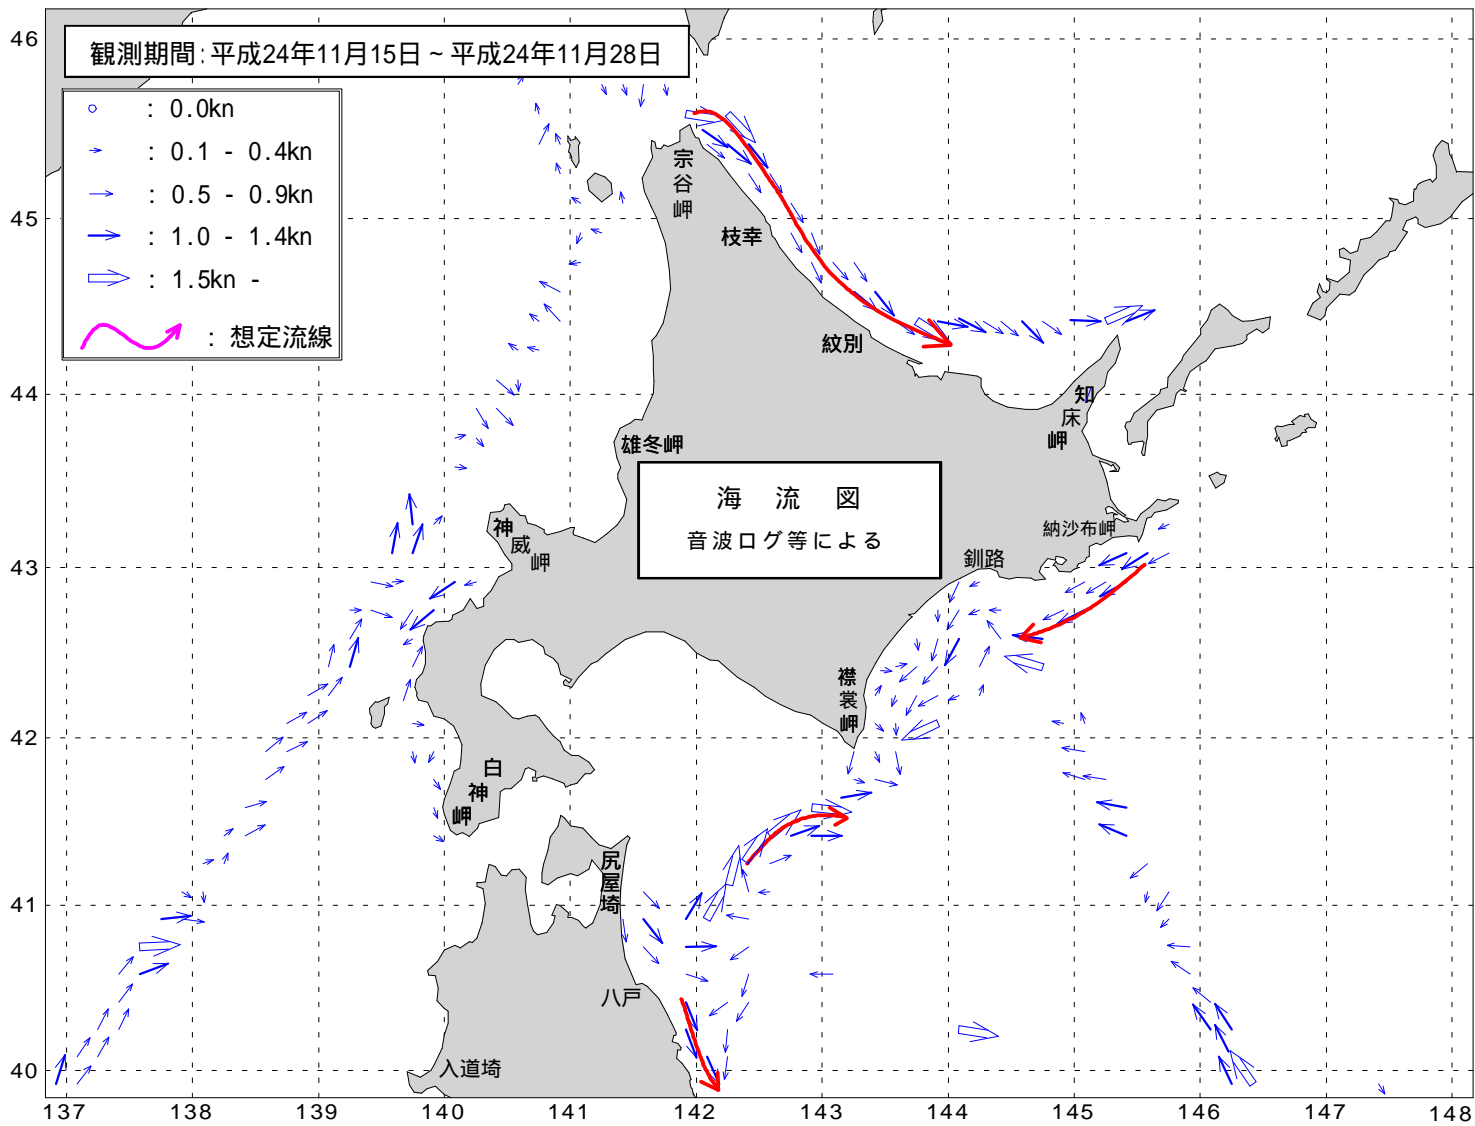 観測期間:平成24年11月15日~平成24年11月28日
: 0.0kn
: 0.1 - 0.4kn
: 0.5 - 0.9kn
: 1.0 - 1.4kn
: 1.5kn -
: 想定流線
宗谷岬
枝幸
紋別
知床岬
雄冬岬
海 流 図
音波ログ等による
納沙布岬
釧路
神威岬
襟裳岬
白神岬
尻屋埼
八戸
入道埼
46
45
44
43
42
41
40
137 138 139 140 141 142 143 144 145 146 147 148